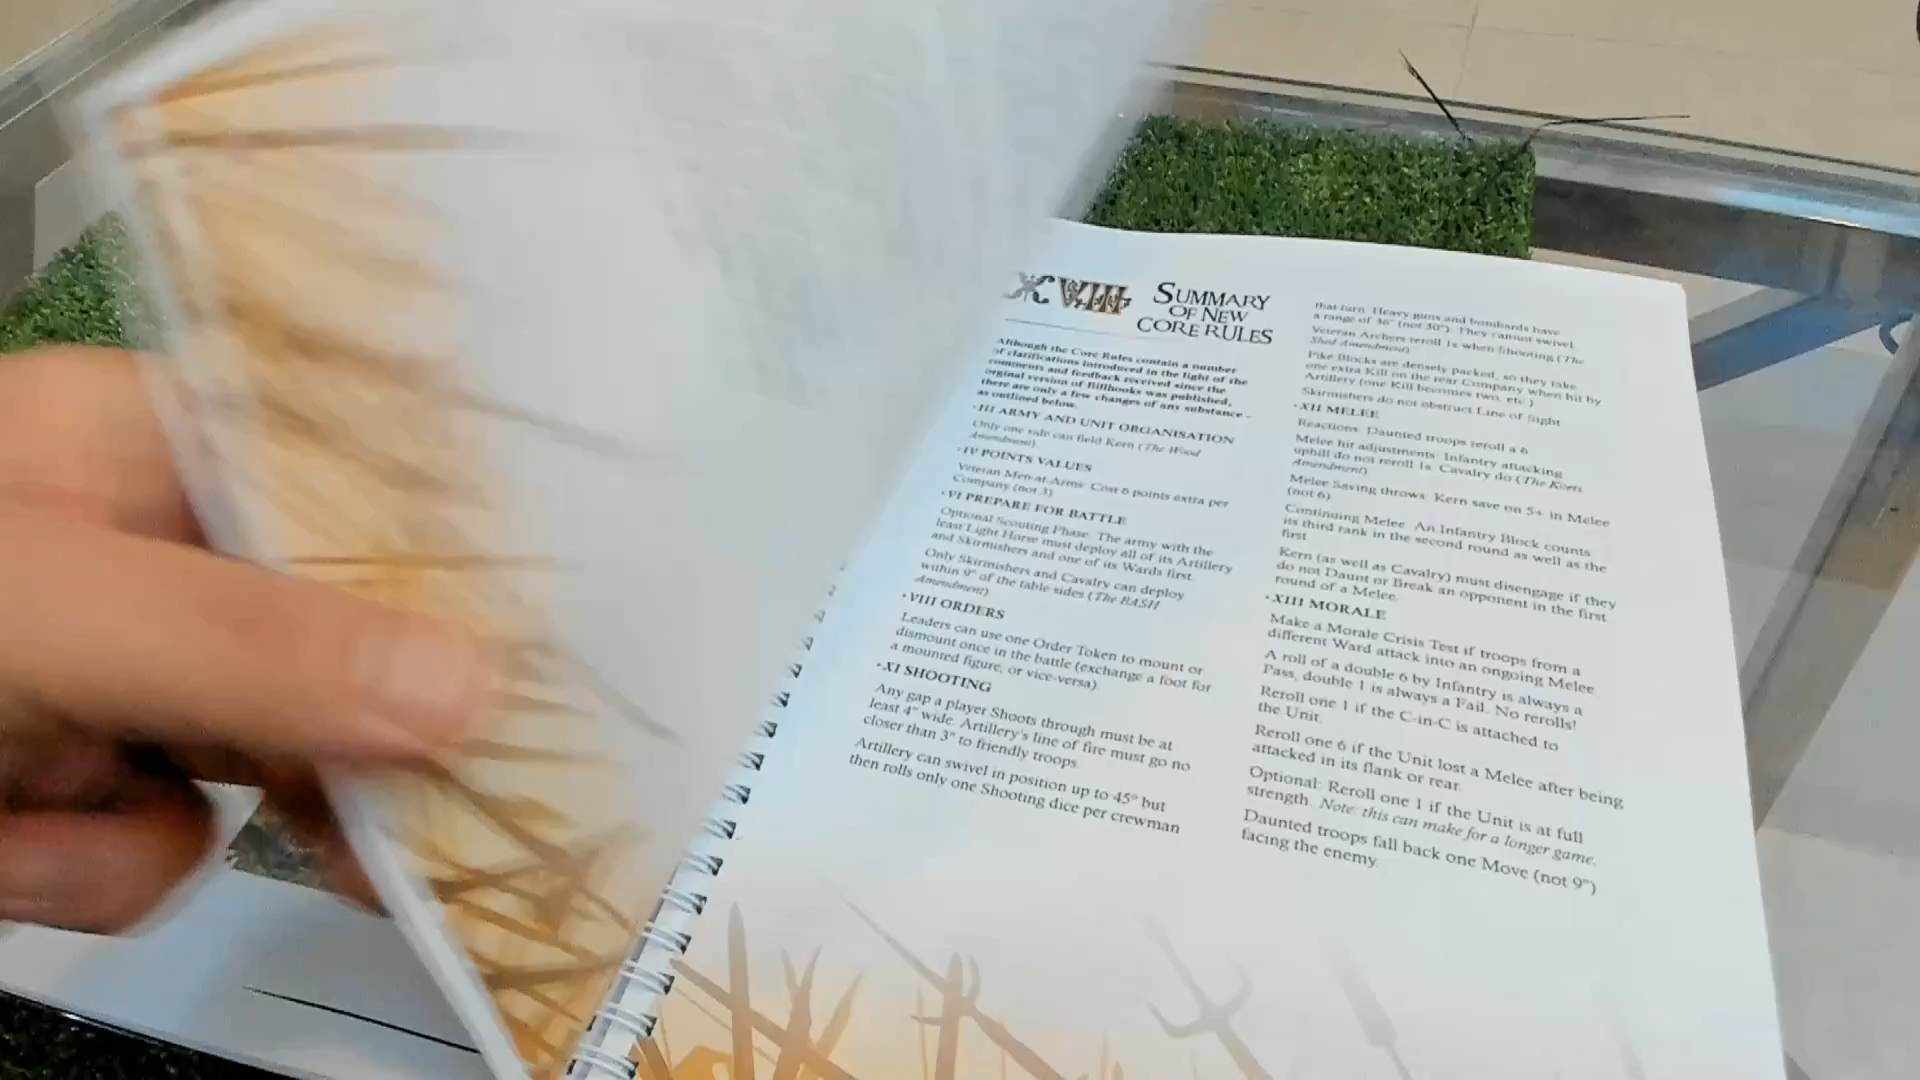 XVIII
SUMMARY
OF NEW
CORE RULES
Although the Core Rules contain a number
of clarifications introduced in the light of the
comments and feedback received since the
orginal version of Billhooks was published,
there are only a few changes of any substance -
as outlined below.
• III ARMY AND UNIT ORGANISATION
Only one side can field Kern (The Wood
Amendment)
• IV POINTS VALUES
Veteran Men-at-Arms: Cost 6 points extra per
Company (not 3)
• VI PREPARE FOR BATTLE
Optional Scouting Phase: The army with the
least Light Horse must deploy all of its Artillery
and Skirmishers and one of its Wards first.
Only Skirmishers and Cavalry can deploy
within 9" of the table sides (The BASH
Amendment)
• VIII ORDERS
Leaders can use one Order Token to mount or
dismount once in the battle (exchange a foot for
a mounted figure, or vice-versa).
• XI SHOOTING
Any gap a player Shoots through must be at
least 4" wide. Artillery's line of fire must go no
closer than 3" to friendly troops.
Artillery can swivel in position up to 45° but
then rolls only one Shooting dice per crewman
that turn. Heavy guns and bombards have
a range of 36" (not 30"). They cannot swivel.
Veteran Archers reroll 1s when Shooting (The
Shed Amendment)
Pike Blocks are densely packed, so they take
one extra Kill on the rear Company when hit by
Artillery (one Kill becomes two, etc.)
Skirmishers do not obstruct Line of Sight
• XII MELEE
Reactions: Daunted troops reroll a 6
Melee hit adjustments: Infantry attacking
uphill do not reroll 1s. Cavalry do (The Koers
Amendment)
Melee Saving throws: Kern save on 5+ in Melee
(not 6)
Continuing Melee: An Infantry Block counts
its third rank in the second round as well as the
first
Kern (as well as Cavalry) must disengage if they
do not Daunt or Break an opponent in the first
round of a Melee.
• XIII MORALE
Make a Morale Crisis Test if troops from a
different Ward attack into an ongoing Melee
A roll of a double 6 by Infantry is always a
Pass, double 1 is always a Fail. No rerolls!
Reroll one 1 if the C-in-C is attached to
the Unit.
Reroll one 6 if the Unit lost a Melee after being
attacked in its flank or rear.
Optional: Reroll one 1 if the Unit is at full
strength. Note: this can make for a longer game.
Daunted troops fall back one Move (not 9")
facing the enemy.